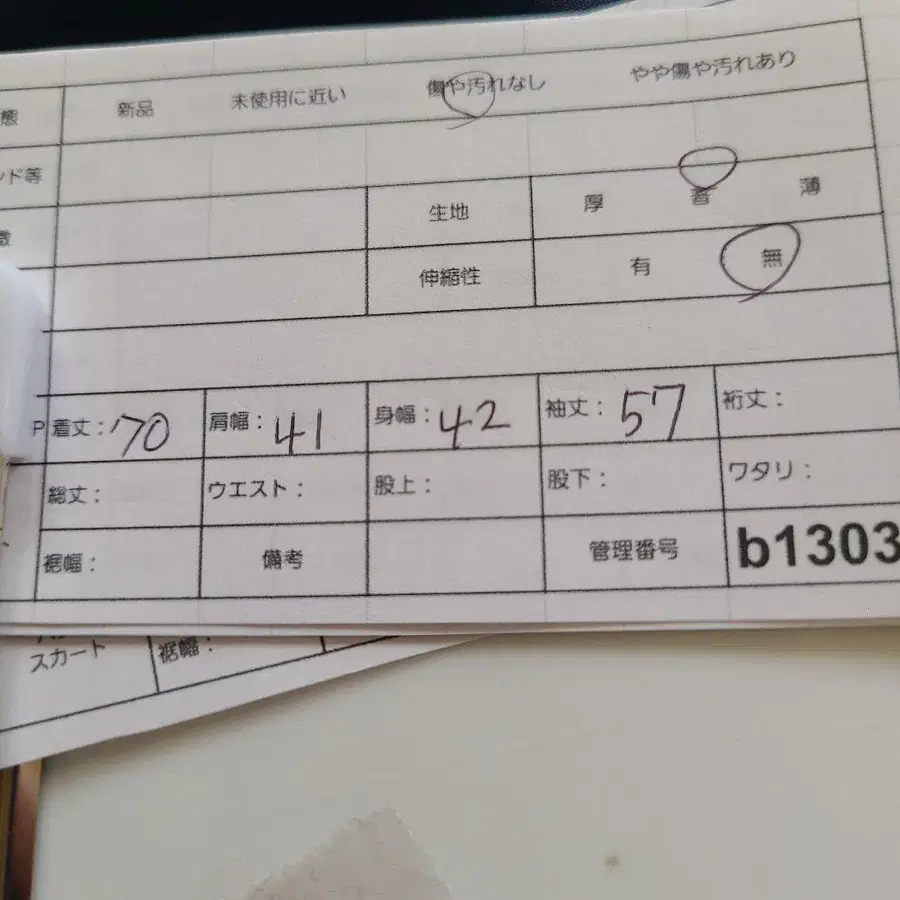 態 新品 未使用に近い 傷や汚れなし やや傷や汚れあり
ンド等
徴 生地 厚 普 薄
伸縮性 有 無
P 着丈: 70 肩幅: 41 身幅: 42 袖丈: 57 裄丈:
総丈: ウエスト: 股上: 股下: ワタリ:
裾幅: 備考 管理番号 b1303
スカート 裾幅: